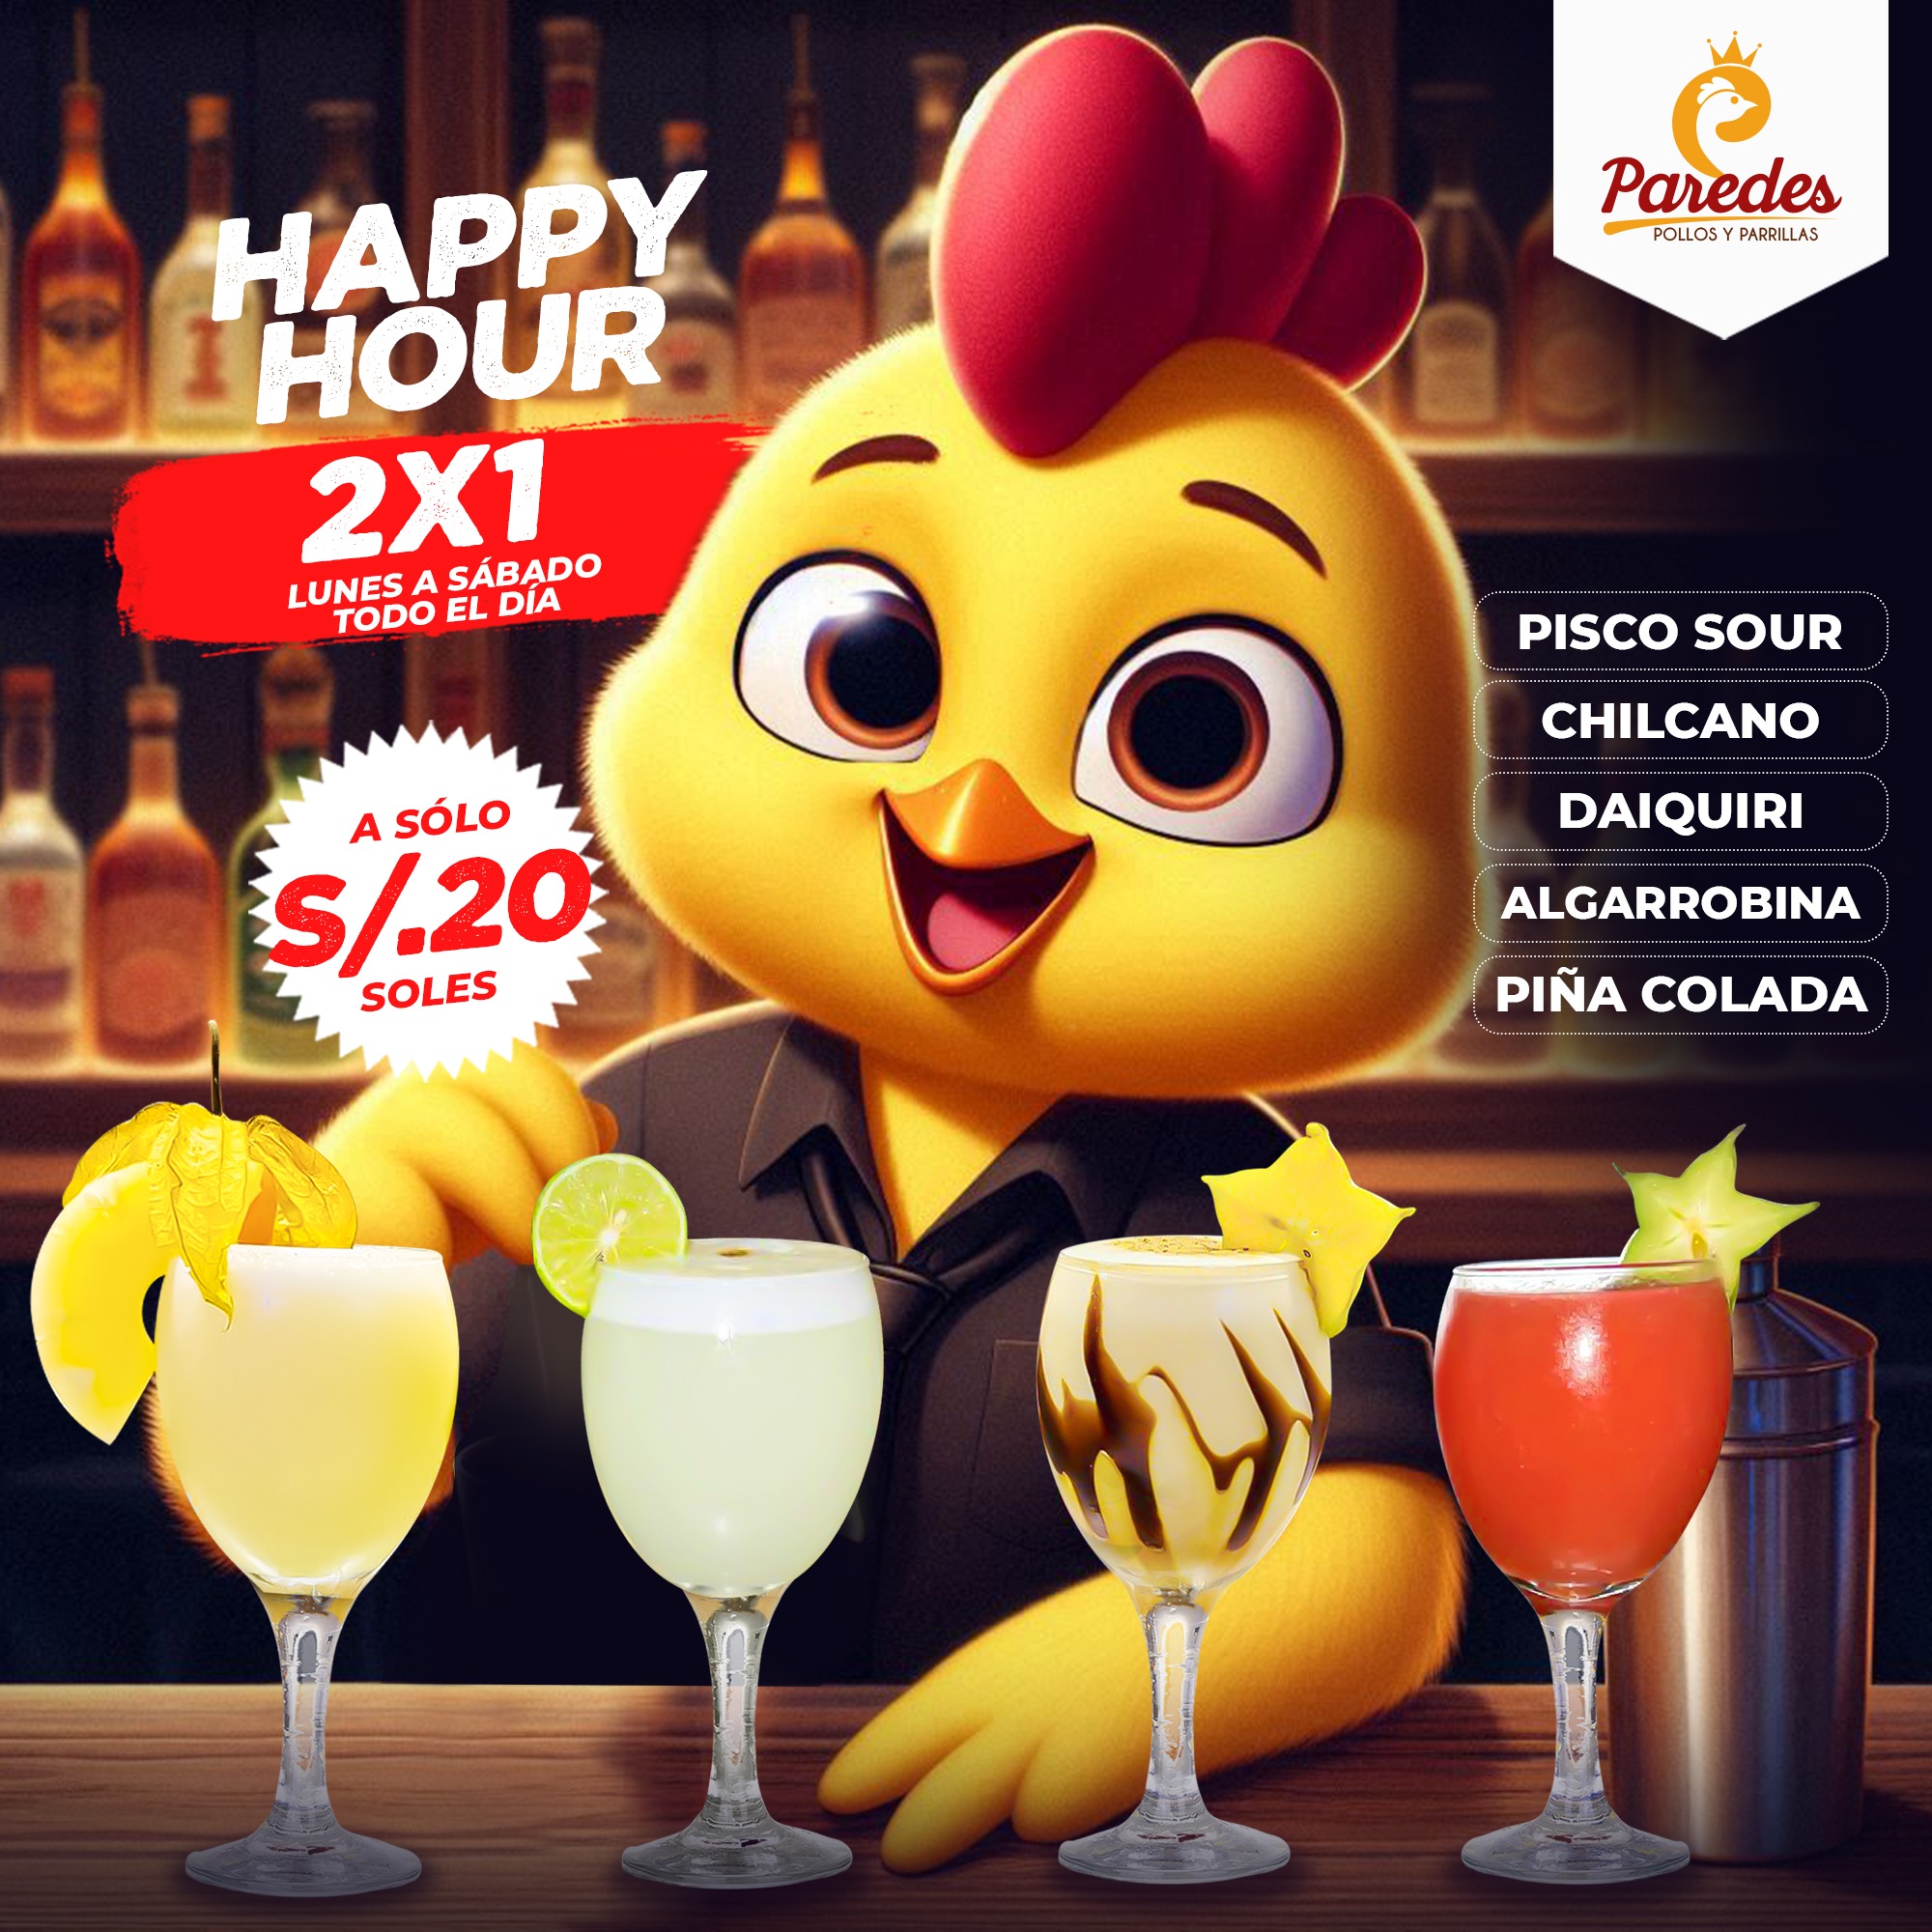 Paredes
POLLOS Y PARRILLAS
HAPPY
HOUR
2X1
LUNES A SÁBADO
TODO EL DÍA
A SÓLO
S/.20
SOLES
PISCO SOUR
CHILCANO
DAIQUIRI
ALGARROBINA
PIÑA COLADA